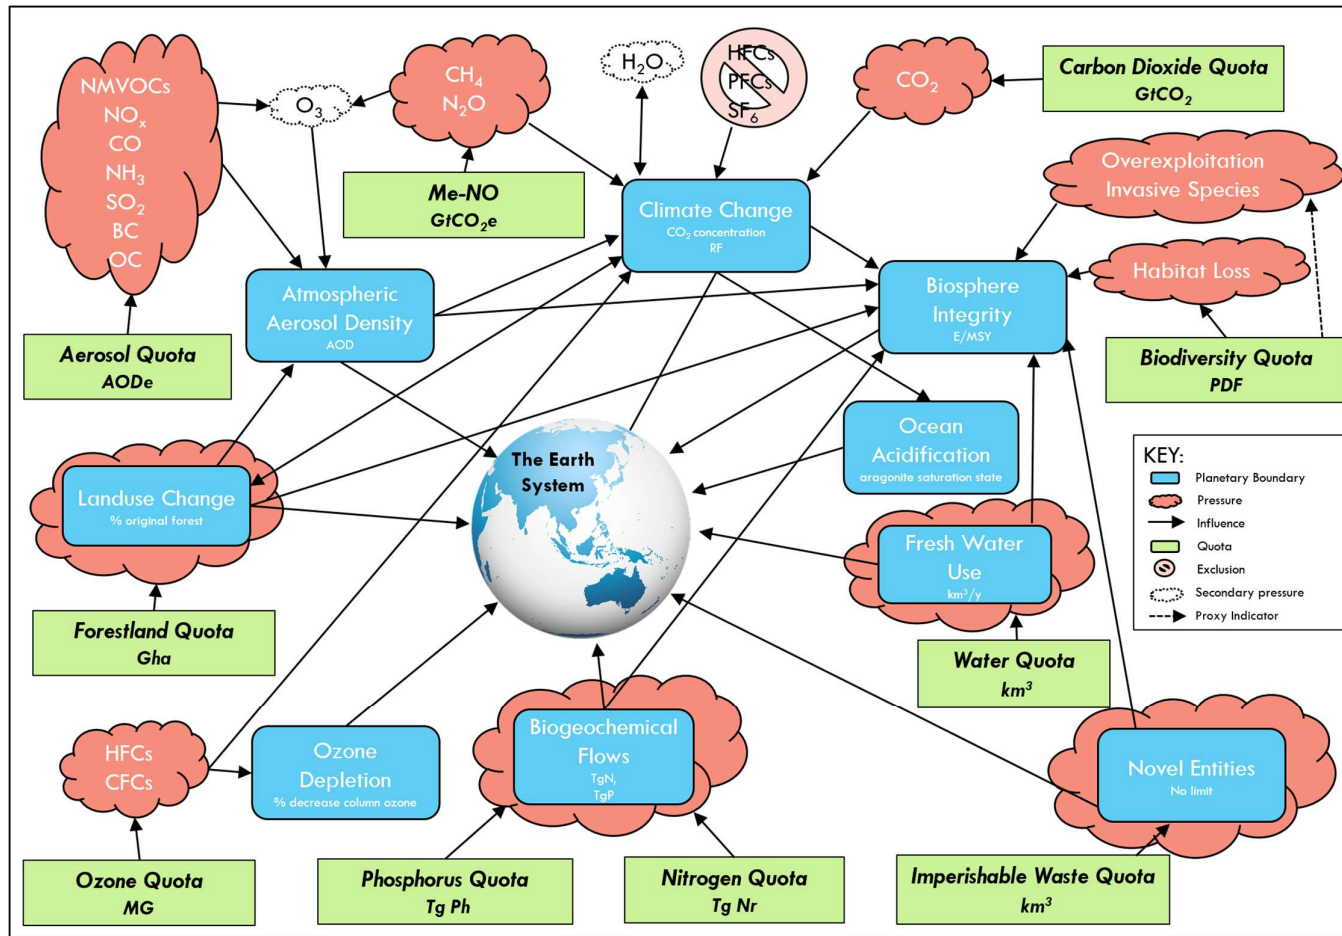 NMVOCs
NOx
CO
NH3
SO2
BC
OC
O3
CH4
N2O
H2O
HFCs
PFCs
SF6
CO2
Carbon Dioxide Quota
GtCO2
Overexploitation
Invasive Species
Me-NO
GtCO2e
Climate Change
CO2 concentration
RF
Habitat Loss
Atmospheric
Aerosol Density
AOD
Biosphere
Integrity
E/MSY
Aerosol Quota
AODe
Biodiversity Quota
PDF
The Earth
System
Ocean
Acidification
aragonite saturation state
Landuse Change
% original forest
KEY:
Planetary Boundary
Pressure
Influence
Quota
Exclusion
Secondary pressure
Proxy Indicator
Fresh Water
Use
km3/y
Forestland Quota
Gha
Water Quota
km3
HFCs
CFCs
Ozone
Depletion
% decrease column ozone
Biogeochemical
Flows
TgN,
TgP
Novel Entities
No limit
Ozone Quota
MG
Phosphorus Quota
Tg Ph
Nitrogen Quota
Tg Nr
Imperishable Waste Quota
km3